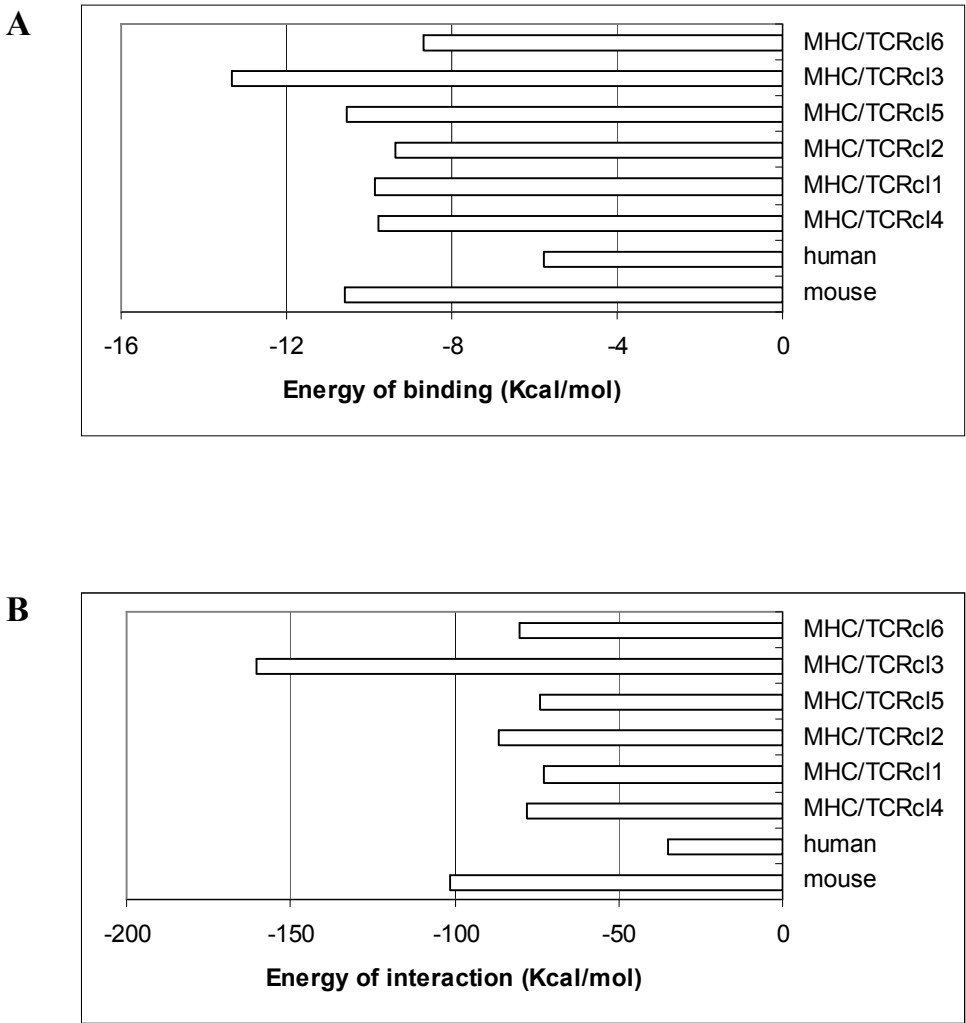 A
MHC/TCRcl6
MHC/TCRcl3
MHC/TCRcl5
MHC/TCRcl2
MHC/TCRcl1
MHC/TCRcl4
human
mouse
-16 -12 -8 -4 0
Energy of binding (Kcal/mol)
B
MHC/TCRcl6
MHC/TCRcl3
MHC/TCRcl5
MHC/TCRcl2
MHC/TCRcl1
MHC/TCRcl4
human
mouse
-200 -150 -100 -50 0
Energy of interaction (Kcal/mol)